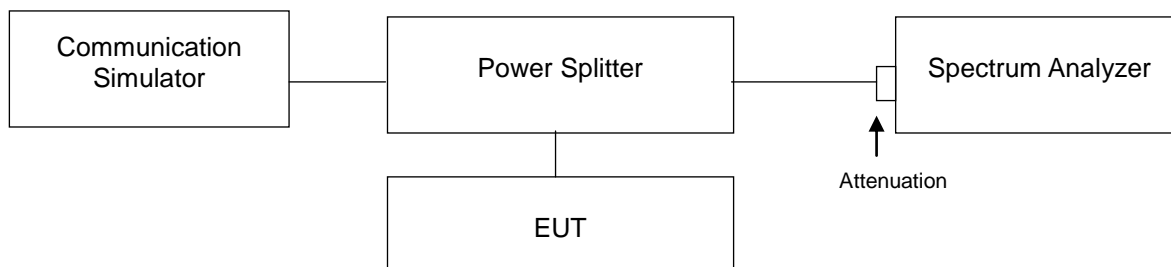 Communication
Simulator
Power Splitter
Spectrum Analyzer
Attenuation
EUT